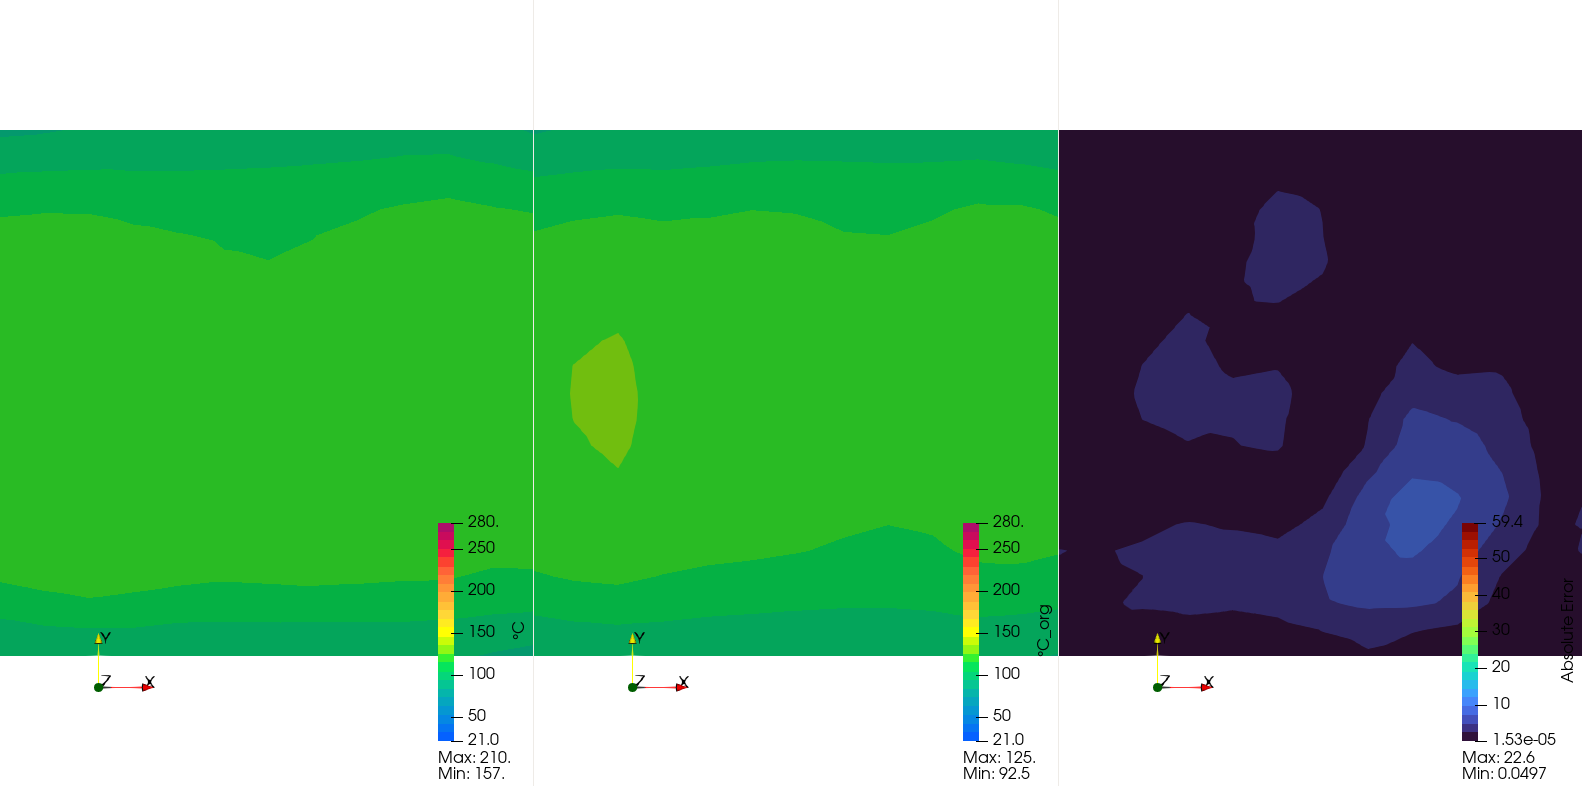 280.
250
200
150
100
50
21.0
°C
Max: 210.
Min: 157.
Y
Z
X
280.
250
200
150
100
50
21.0
°C_org
Max: 125.
Min: 92.5
Y
Z
X
59.4
50
40
30
20
10
1.53e-05
Absolute Error
Max: 22.6
Min: 0.0497
Y
Z
X